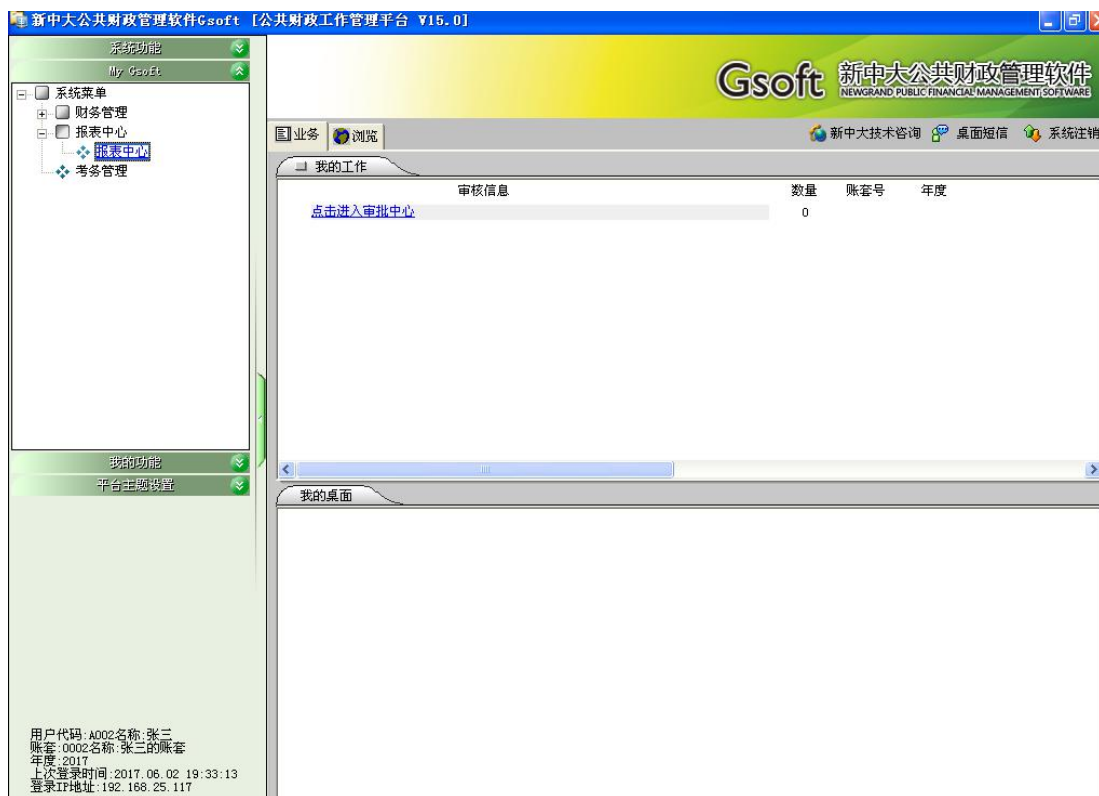 新中大公共财政管理软件Gsoft [公共财政工作管理平台 V15.0]
系统功能
My Gsoft
系统菜单
财务管理
报表中心
报表中心
考务管理
我的功能
平台主题设置
用户代码:A002名称:张三
账套:0002名称:张三的账套
年度:2017
上次登录时间:2017.06.02 19:33:13
登录IP地址:192.168.25.117
Gsoft 新中大公共财政管理软件
NEWGRAND PUBLIC FINANCIAL MANAGEMENT SOFTWARE
业务 浏览 新中大技术咨询 桌面短信 系统注销
我的工作
审核信息 数量 账套号 年度
点击进入审批中心 0
我的桌面